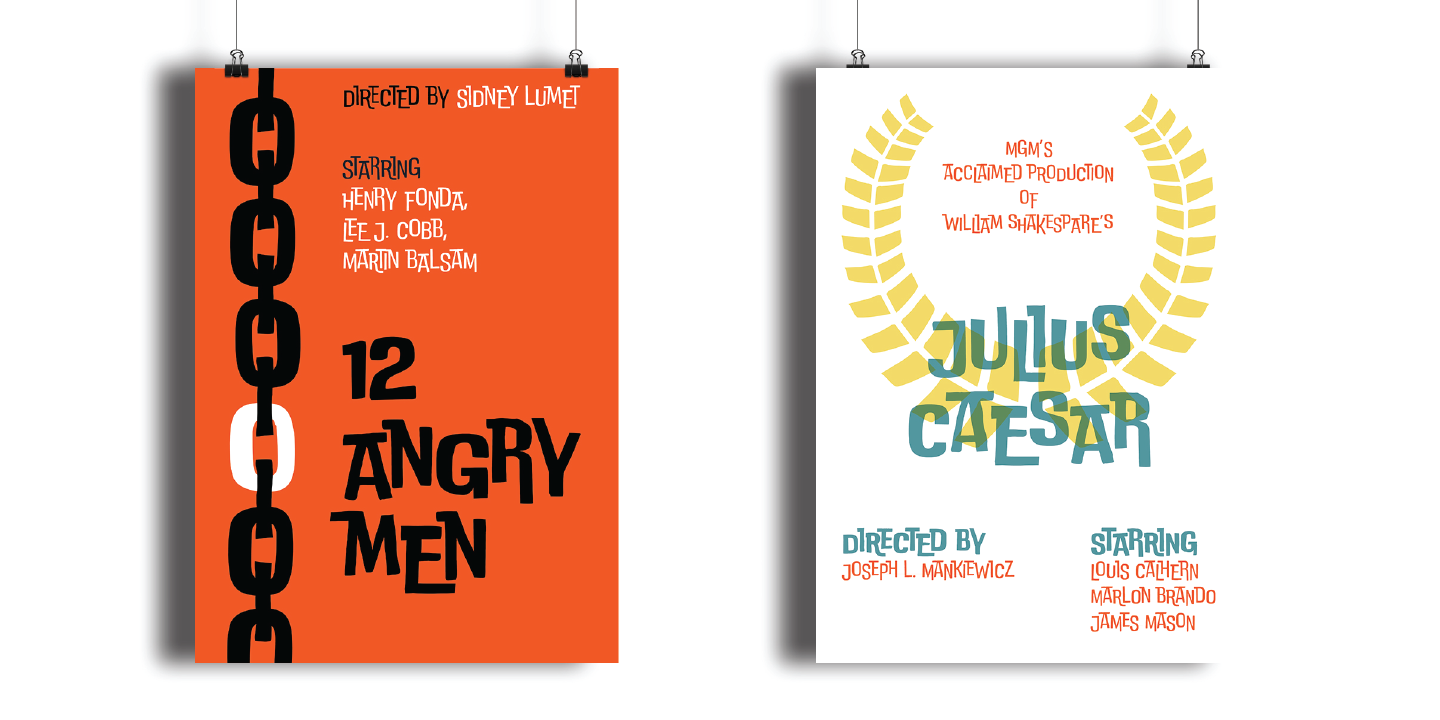 DIRECTED BY SIDNEY LUMET
STARRING
HENRY FONDA,
LEE J. COBB,
MARTIN BALSAM
12
ANGRY
MEN
MGM'S
ACCLAIMED PRODUCTION
OF
WILLIAM SHAKESPARE'S
JULIUS
CAESAR
DIRECTED BY
JOSEPH L. MANKIEWICZ
STARRING
LOUIS CALHERN
MARLON BRANDO
JAMES MASON